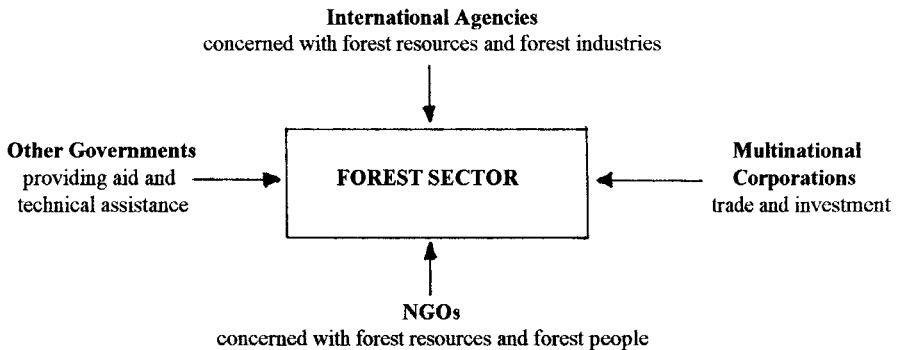 International Agencies
concerned with forest resources and forest industries
Other Governments
providing aid and
technical assistance
FOREST SECTOR
Multinational
Corporations
trade and investment
NGOs
concerned with forest resources and forest people